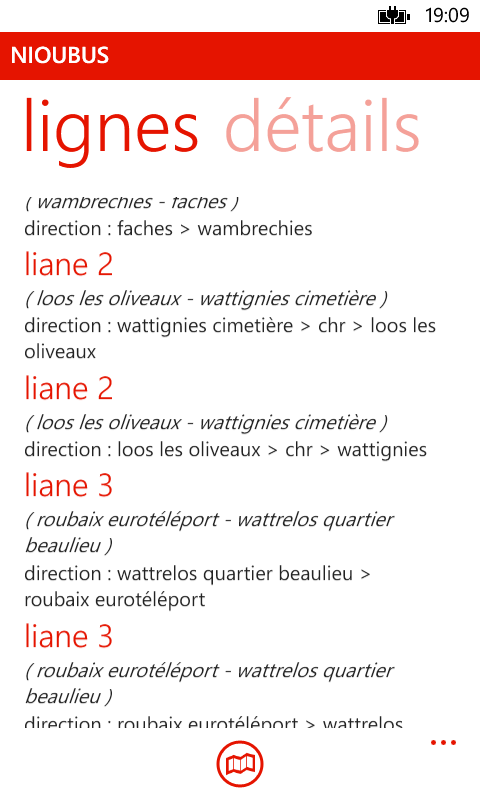 19:09
NIOUBUS
lignes détails
( wambrechies - faches )
direction : faches > wambrechies
liane 2
( loos les oliveaux - wattignies cimetière )
direction : wattignies cimetière > chr > loos les
oliveaux
liane 2
( loos les oliveaux - wattignies cimetière )
direction : loos les oliveaux > chr > wattignies
liane 3
( roubaix eurotéléport - wattrelos quartier
beaulieu )
direction : wattrelos quartier beaulieu >
roubaix eurotéléport
liane 3
( roubaix eurotéléport - wattrelos quartier
beaulieu )
direction : roubaix eurotéléport > wattrelos